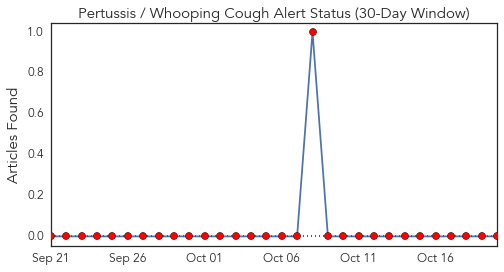 Pertussis / Whooping Cough Alert Status (30-Day Window)
Articles Found
1.0
0.8
0.6
0.4
0.2
0.0
Sep 21 Sep 26 Oct 01 Oct 06 Oct 11 Oct 16